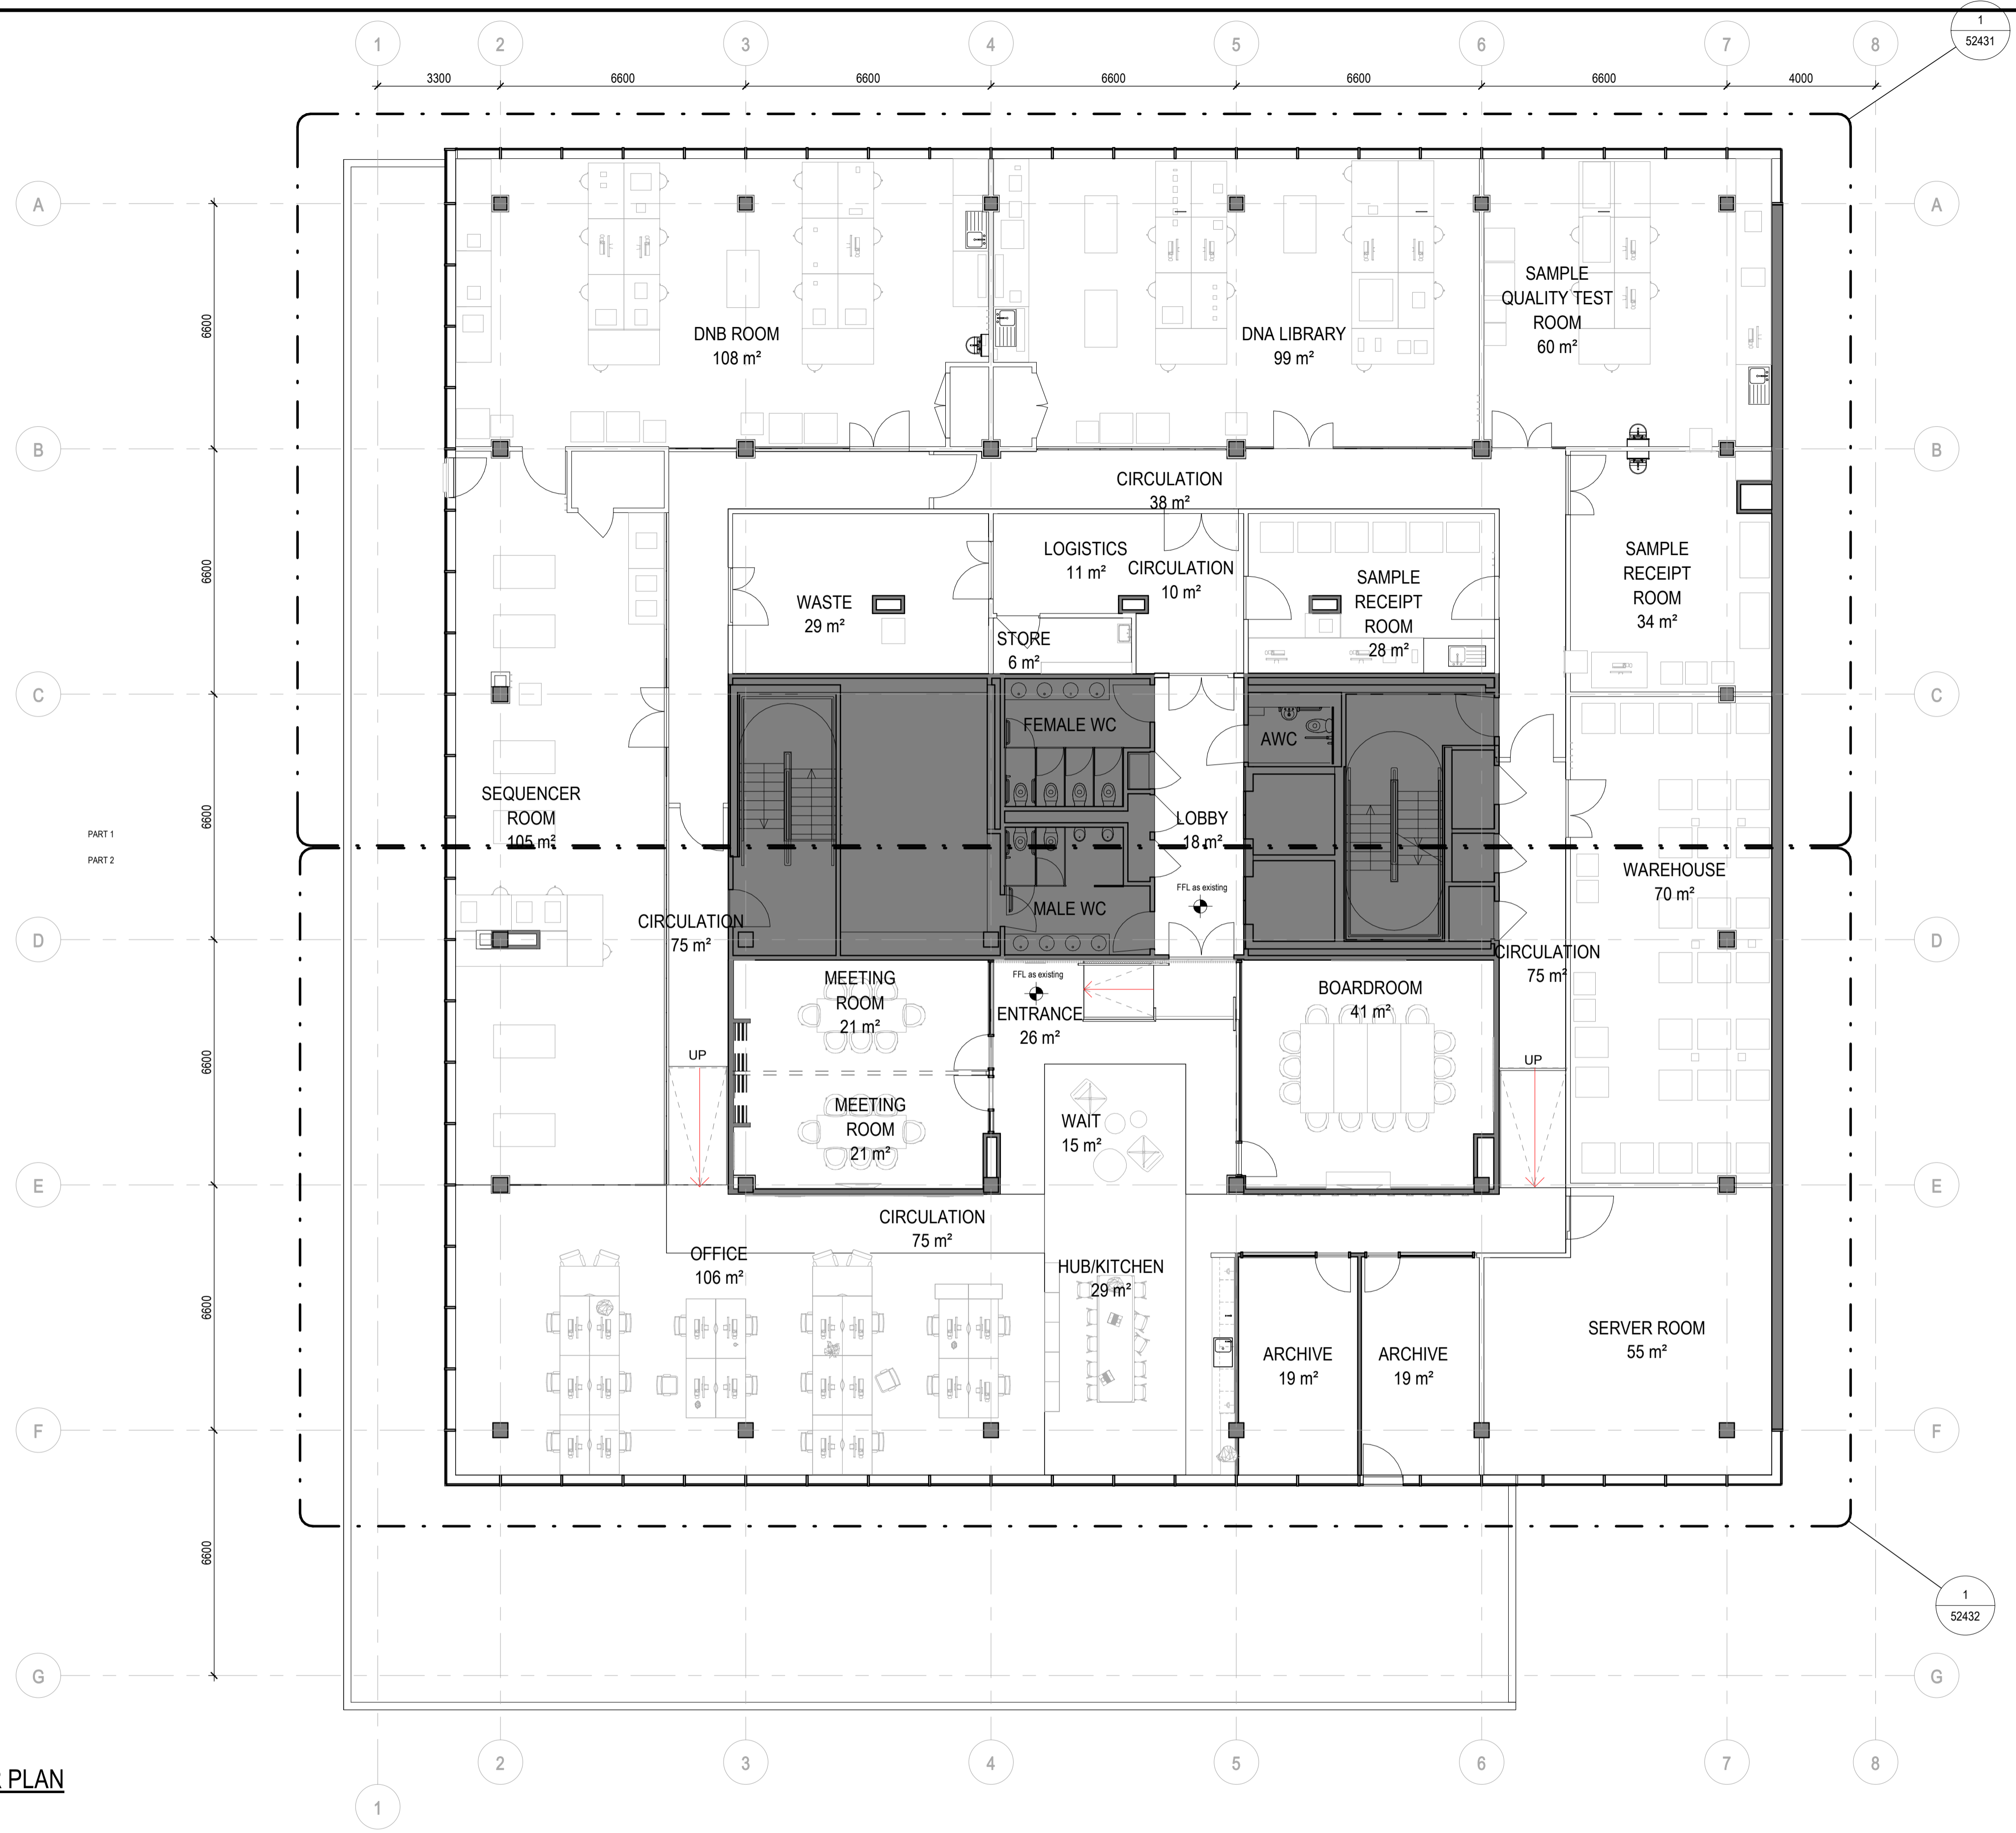 1
52431
1
2
3
4
5
6
7
8
3300
6600
6600
6600
6600
6600
4000
A
A
6600
SAMPLE
QUALITY TEST
ROOM
60 m²
DNB ROOM
108 m²
DNA LIBRARY
99 m²
B
B
CIRCULATION
38 m²
6600
LOGISTICS
11 m²
CIRCULATION
10 m²
SAMPLE
RECEIPT
ROOM
34 m²
SAMPLE
RECEIPT
ROOM
28 m²
WASTE
29 m²
STORE
6 m²
C
C
FEMALE WC
AWC
6600
SEQUENCER
ROOM
105 m²
LOBBY
18 m²
PART 1
PART 2
WAREHOUSE
70 m²
FFL as existing
MALE WC
CIRCULATION
75 m²
D
D
CIRCULATION
75 m²
MEETING
ROOM
21 m²
FFL as existing
ENTRANCE
26 m²
BOARDROOM
41 m²
6600
UP
UP
MEETING
ROOM
21 m²
WAIT
15 m²
E
E
CIRCULATION
75 m²
OFFICE
106 m²
HUB/KITCHEN
29 m²
6600
SERVER ROOM
55 m²
ARCHIVE
19 m²
ARCHIVE
19 m²
F
F
6600
1
52432
G
G
2
3
4
5
6
7
8
1
PLAN